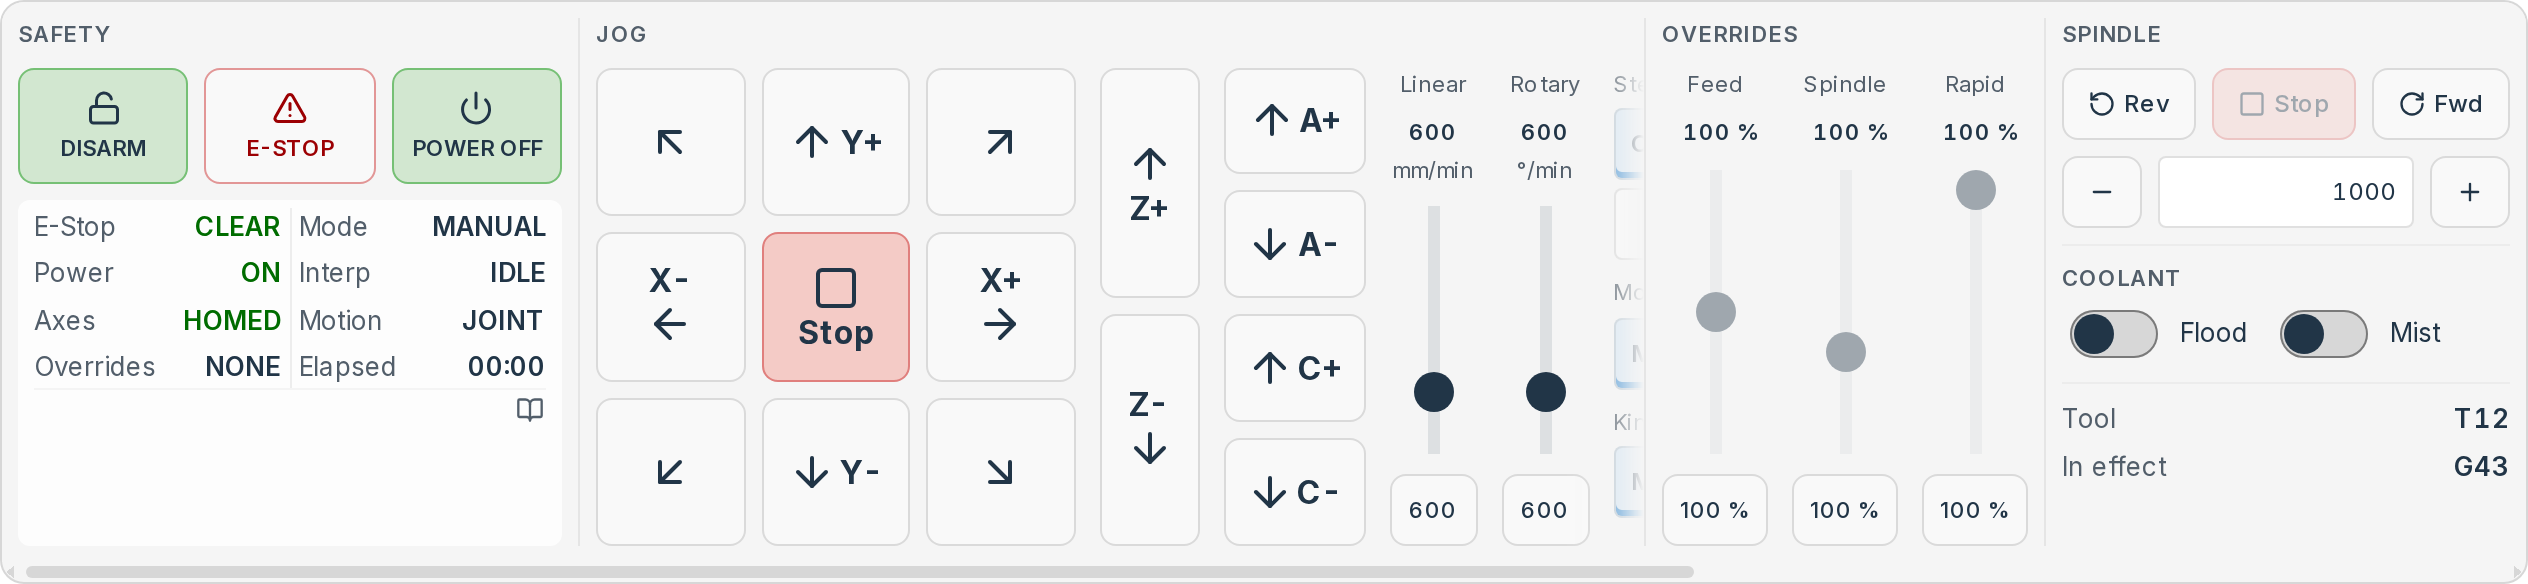 SAFETY
DISARM
E-STOP
POWER OFF
E-Stop CLEAR
Power ON
Axes HOMED
Overrides NONE
Mode MANUAL
Interp IDLE
Motion JOINT
Elapsed 00:00
JOG
Y+
X-
Stop
X+
Y-
Z+
Z-
A+
A-
C+
C-
Linear
600
mm/min
600
Rotary
600
°/min
600
OVERRIDES
Feed
100 %
100 %
Spindle
100 %
100 %
Rapid
100 %
100 %
SPINDLE
Rev
Stop
Fwd
1000
COOLANT
Flood
Mist
Tool T12
In effect G43